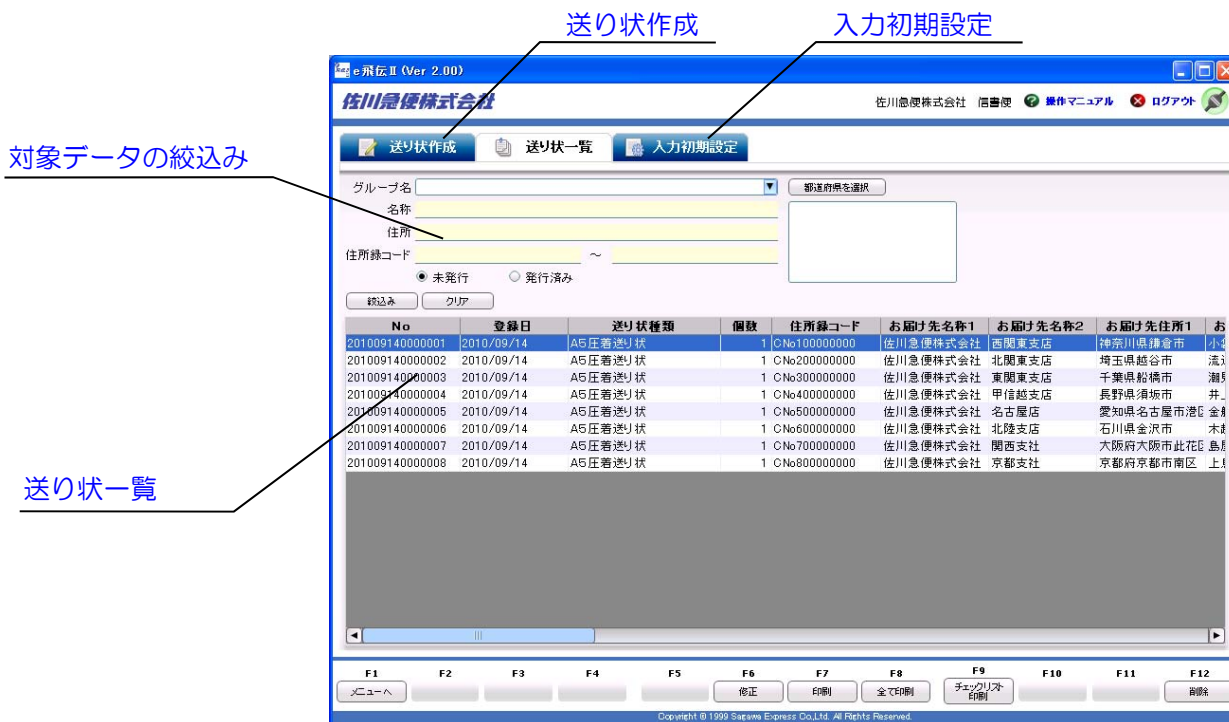 送り状作成 入力初期設定
e飛伝Ⅱ (Ver 2.00)
佐川急便株式会社
佐川急便株式会社 信書便 操作マニュアル ログアウト
送り状作成 送り状一覧 入力初期設定
対象データの絞込み
グループ名 都道府県を選択
名称
住所
住所録コード ～
未発行 発行済み
絞込み クリア
No 登録日 送り状種類 個数 住所録コード お届け先名称1 お届け先名称2 お届け先住所1 お
201009140000001 2010/09/14 A5圧着送り状 1 CNo100000000 佐川急便株式会社 西関東支店 神奈川県鎌倉市 小
201009140000002 2010/09/14 A5圧着送り状 1 CNo200000000 佐川急便株式会社 北関東支店 埼玉県越谷市 流
201009140000003 2010/09/14 A5圧着送り状 1 CNo300000000 佐川急便株式会社 東関東支店 千葉県船橋市 潮
201009140000004 2010/09/14 A5圧着送り状 1 CNo400000000 佐川急便株式会社 甲信越支店 長野県須坂市 井
201009140000005 2010/09/14 A5圧着送り状 1 CNo500000000 佐川急便株式会社 名古屋店 愛知県名古屋市港区 金
201009140000006 2010/09/14 A5圧着送り状 1 CNo600000000 佐川急便株式会社 北陸支店 石川県金沢市 木
201009140000007 2010/09/14 A5圧着送り状 1 CNo700000000 佐川急便株式会社 関西支社 大阪府大阪市此花区 島
201009140000008 2010/09/14 A5圧着送り状 1 CNo800000000 佐川急便株式会社 京都支社 京都府京都市南区 上
送り状一覧
F1 F2 F3 F4 F5 F6 F7 F8 F9 F10 F11 F12
メニューへ 修正 印刷 全て印刷 チェックリスト印刷 削除
Copyright © 1999 Sagawa Express Co.,Ltd. All Rights Reserved.